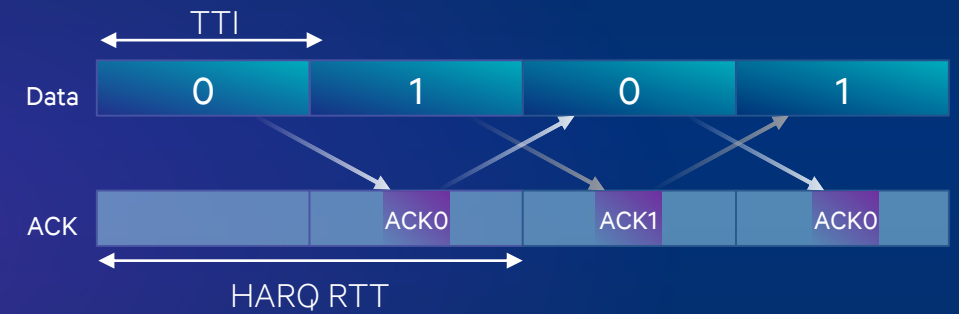 TTI
Data 0 1 0 1
ACK ACK0 ACK1 ACK0
HARQ RTT